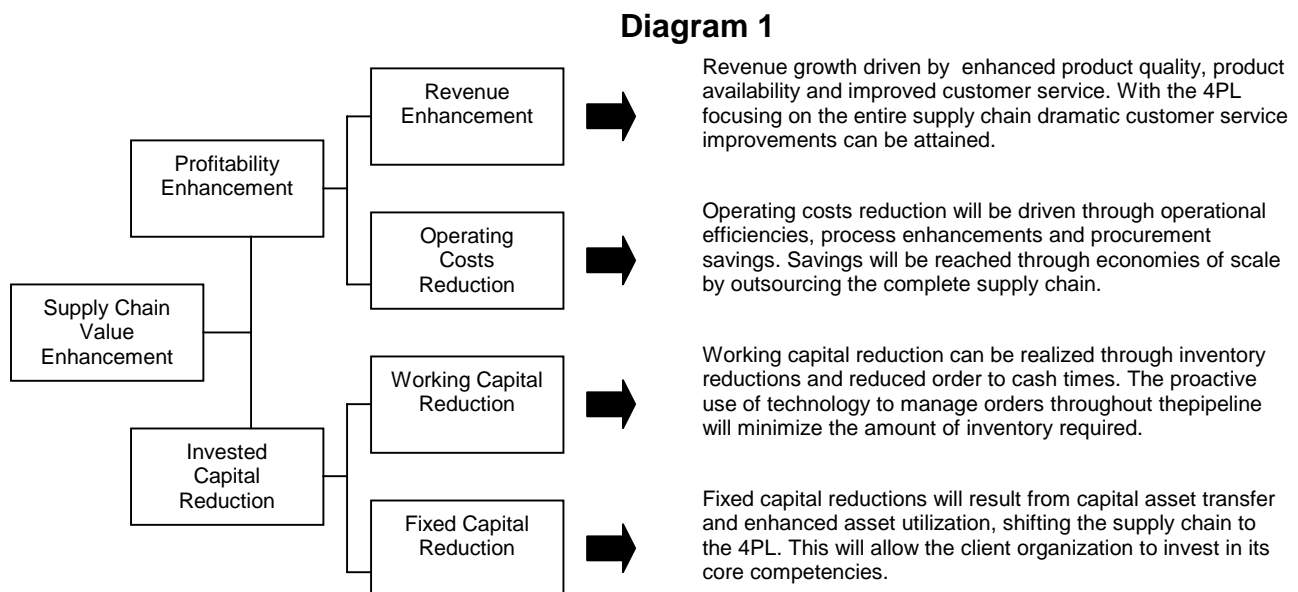 Diagram 1
Revenue
Enhancement
Revenue growth driven by enhanced product quality, product
availability and improved customer service. With the 4PL
focusing on the entire supply chain dramatic customer service
improvements can be attained.
Profitability
Enhancement
Operating
Costs
Reduction
Operating costs reduction will be driven through operational
efficiencies, process enhancements and procurement
savings. Savings will be reached through economies of scale
by outsourcing the complete supply chain.
Supply Chain
Value
Enhancement
Working Capital
Reduction
Working capital reduction can be realized through inventory
reductions and reduced order to cash times. The proactive
use of technology to manage orders throughout thepipeline
will minimize the amount of inventory required.
Invested
Capital
Reduction
Fixed Capital
Reduction
Fixed capital reductions will result from capital asset transfer
and enhanced asset utilization, shifting the supply chain to
the 4PL. This will allow the client organization to invest in its
core competencies.